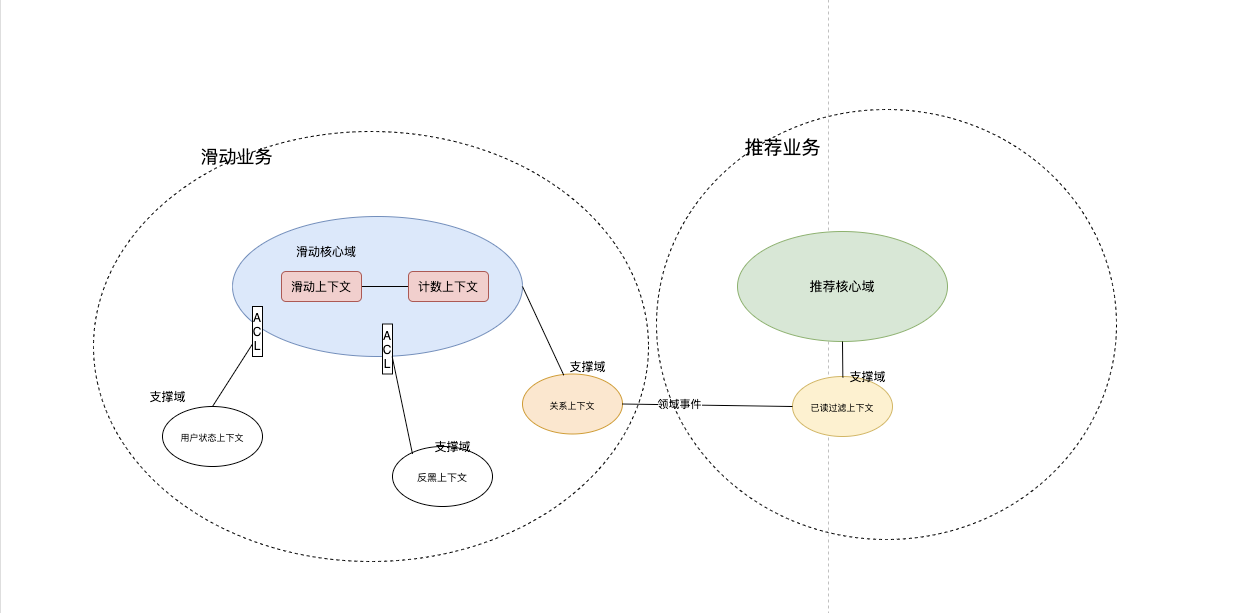 滑动业务
推荐业务
滑动核心域
滑动上下文
计数上下文
推荐核心域
A
C
L
A
C
L
支撑域
关系上下文
领域事件
支撑域
已读过滤上下文
支撑域
用户状态上下文
支撑域
反黑上下文